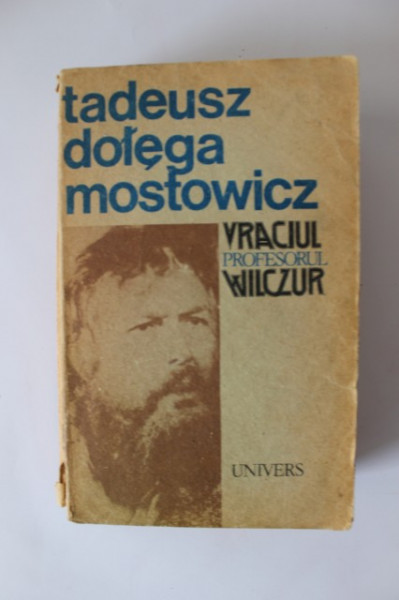 tadeusz
dołęga
mostowicz
VRACIUL
PROFESORUL
WILCZUR
UNIVERS